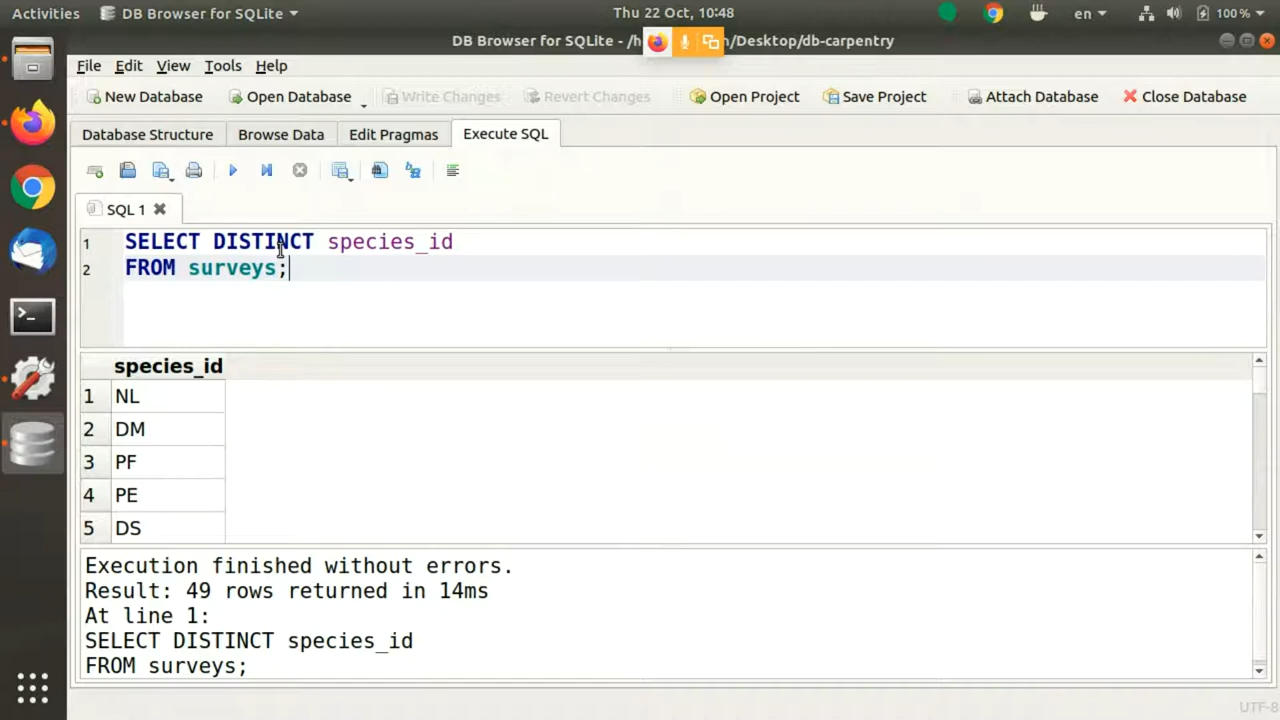 Activities DB Browser for SQLite Thu 22 Oct, 10:48 en 100 %
DB Browser for SQLite - /h n/Desktop/db-carpentry
File Edit View Tools Help
New Database Open Database Write Changes Revert Changes Open Project Save Project Attach Database Close Database
Database Structure Browse Data Edit Pragmas Execute SQL
SQL 1
1 SELECT DISTINCT species_id
2 FROM surveys;
species_id
1 NL
2 DM
3 PF
4 PE
5 DS
Execution finished without errors.
Result: 49 rows returned in 14ms
At line 1:
SELECT DISTINCT species_id
FROM surveys;
UTF-8